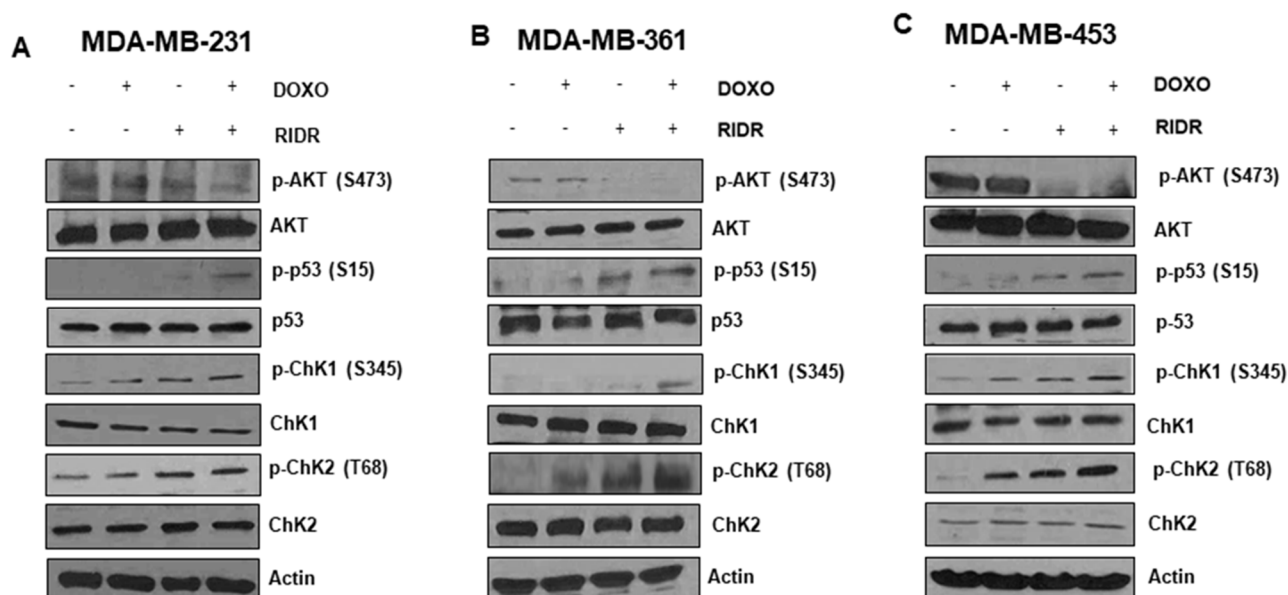 A
MDA-MB-231
- + - + DOXO
- - + + RIDR
p-AKT (S473)
AKT
p-p53 (S15)
p53
p-ChK1 (S345)
ChK1
p-ChK2 (T68)
ChK2
Actin
B
MDA-MB-361
- + - + DOXO
- - + + RIDR
p-AKT (S473)
AKT
p-p53 (S15)
p53
p-ChK1 (S345)
ChK1
p-ChK2 (T68)
ChK2
Actin
C
MDA-MB-453
- + - + DOXO
- - + + RIDR
p-AKT (S473)
AKT
p-p53 (S15)
p-53
p-ChK1 (S345)
ChK1
p-ChK2 (T68)
ChK2
Actin